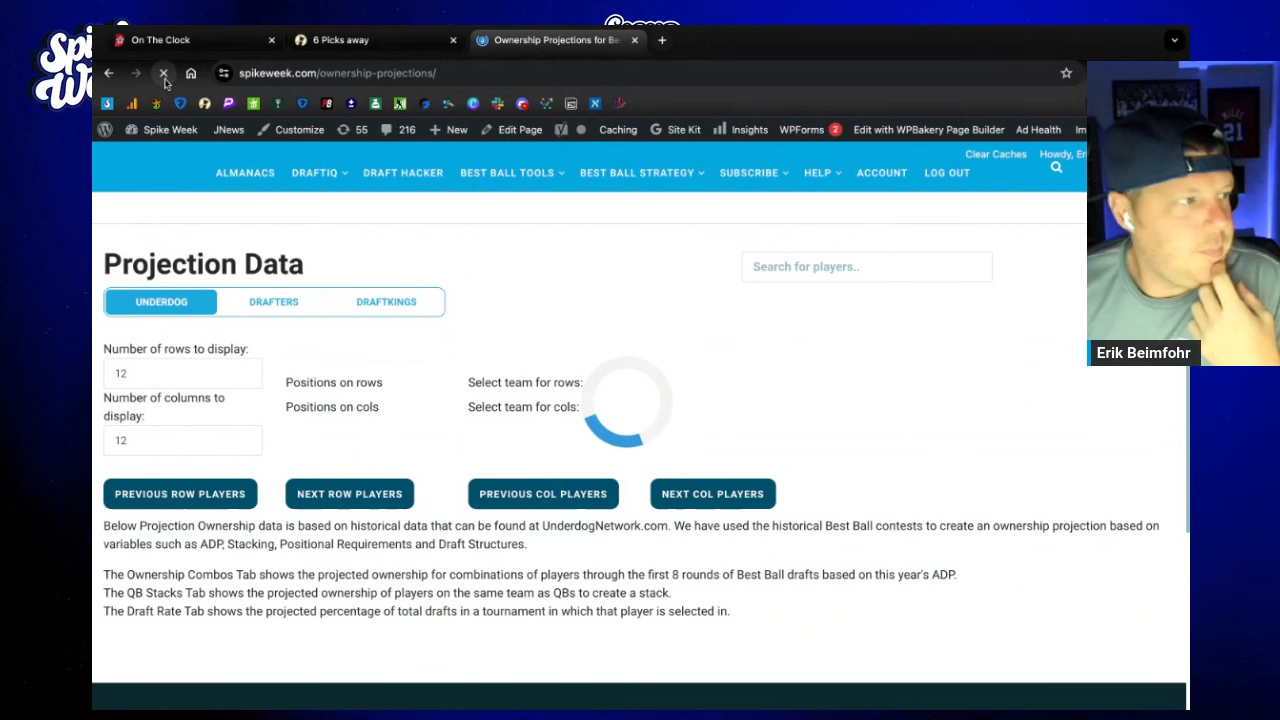 On The Clock
6 Picks away
Ownership Projections for Be
spikeweek.com/ownership-projections/
Spike Week
JNews
Customize
55
216
New
Edit Page
Caching
Site Kit
Insights
WPForms 2
Edit with WPBakery Page Builder
Ad Health
Im
Clear Caches
Howdy, Er
ALMANACS
DRAFTIQ
DRAFT HACKER
BEST BALL TOOLS
BEST BALL STRATEGY
SUBSCRIBE
HELP
ACCOUNT
LOG OUT
21
Projection Data
Search for players..
UNDERDOG
DRAFTERS
DRAFTKINGS
Number of rows to display:
12
Number of columns to
display:
12
Positions on rows
Positions on cols
Select team for rows:
Select team for cols:
Erik Beimfohr
PREVIOUS ROW PLAYERS
NEXT ROW PLAYERS
PREVIOUS COL PLAYERS
NEXT COL PLAYERS
Below Projection Ownership data is based on historical data that can be found at UnderdogNetwork.com. We have used the historical Best Ball contests to create an ownership projection based on
variables such as ADP, Stacking, Positional Requirements and Draft Structures.
The Ownership Combos Tab shows the projected ownership for combinations of players through the first 8 rounds of Best Ball drafts based on this year's ADP.
The QB Stacks Tab shows the projected ownership of players on the same team as QBs to create a stack.
The Draft Rate Tab shows the projected percentage of total drafts in a tournament in which that player is selected in.